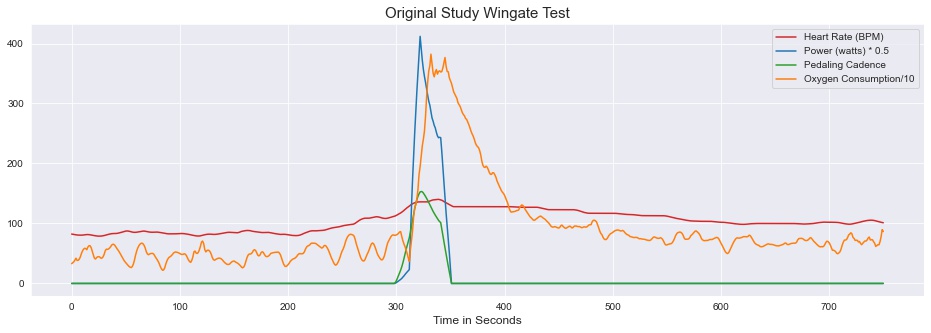 Original Study Wingate Test
Heart Rate (BPM)
Power (watts) * 0.5
Pedaling Cadence
Oxygen Consumption/10
400
300
200
100
0
0 100 200 300 400 500 600 700
Time in Seconds